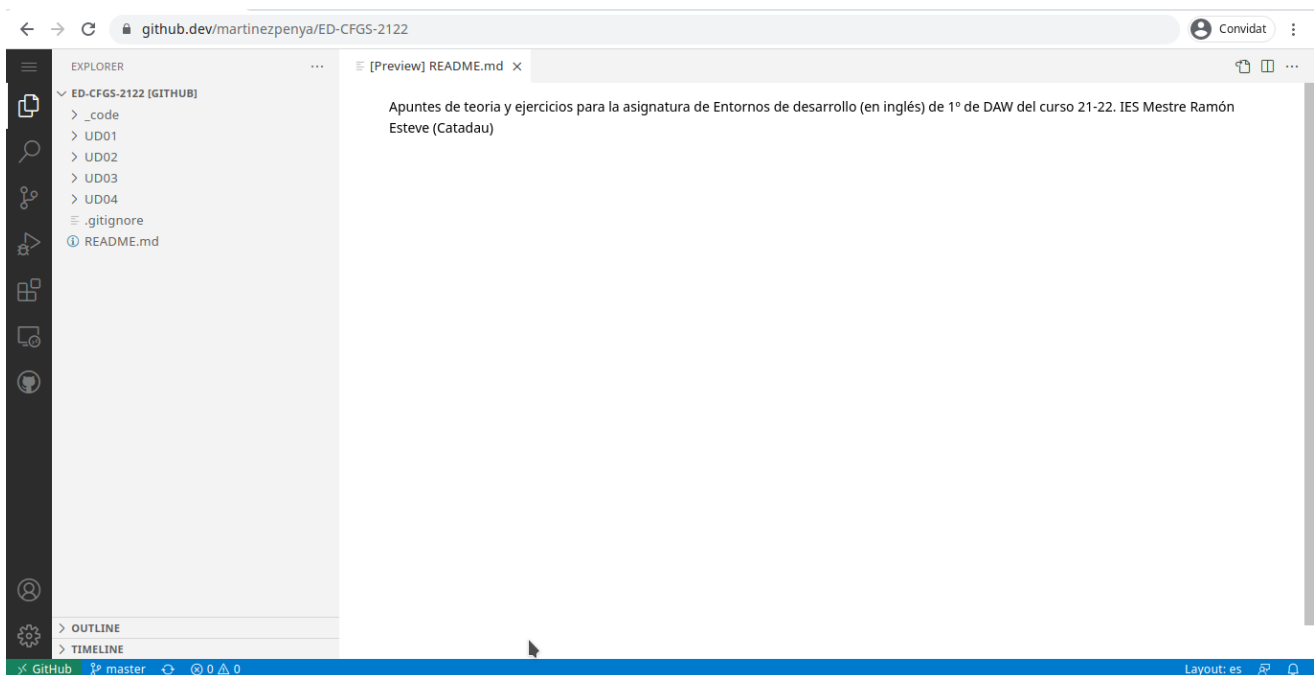 github.dev/martinezpenya/ED-CFGS-2122
Convidat
EXPLORER
[Preview] README.md
ED-CFGS-2122 [GITHUB]
_code
UD01
UD02
UD03
UD04
.gitignore
README.md
Apuntes de teoria y ejercicios para la asignatura de Entornos de desarrollo (en inglés) de 1º de DAW del curso 21-22. IES Mestre Ramón
Esteve (Catadau)
OUTLINE
TIMELINE
GitHub master 0 0 Layout: es